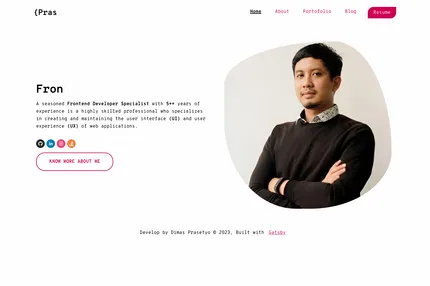 {Pras
Home About Portofolio Blog Resume
Fron
A seasoned Frontend Developer Specialist with 5++ years of
experience is a highly skilled professional who specializes
in creating and maintaining the user interface (UI) and user
experience (UX) of web applications.
KNOW MORE ABOUT ME
Develop by Dimas Prasetyo © 2023, Built with Gatsby